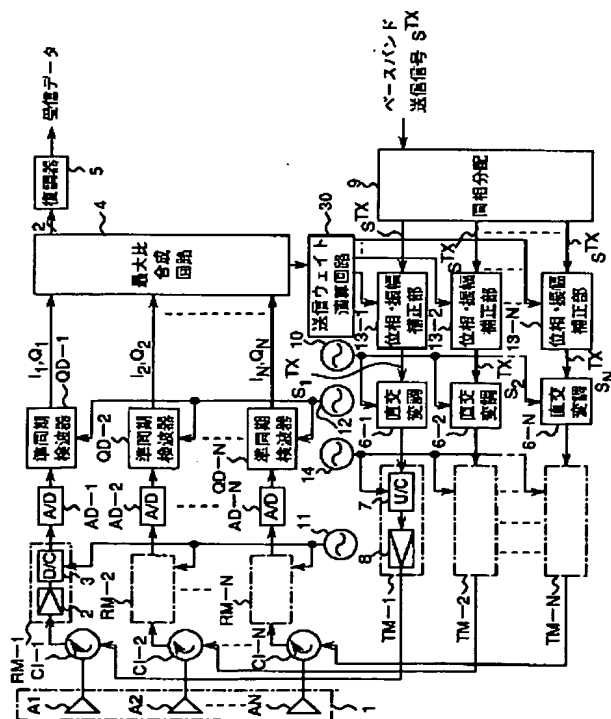 受信データ
復調器
5
2
4
最大比
合成
回路
I1,Q1
I2,Q2
IN,QN
QD-1
QD-2
QD-N
準同期
検波器
準同期
検波器
準同期
検波器
A/D
A/D
A/D
AD-1
AD-2
AD-N
D/C
3
2
RM-1
RM-2
RM-N
CI-1
CI-2
CI-N
A1
A2
AN
1
11
12
14
10
30
送信ウェイト
演算回路
ベースバンド
送信信号 S^TX
9
同相分配
S^TX
S^TX
S^TX
13-1
13-2
13-N
位相・振幅
補正部
位相・振幅
補正部
位相・振幅
補正部
S1^TX
S2^TX
SN^TX
直交
変調
直交
変調
直交
変調
6-1
6-2
6-N
U/C
7
8
TM-1
TM-2
TM-N